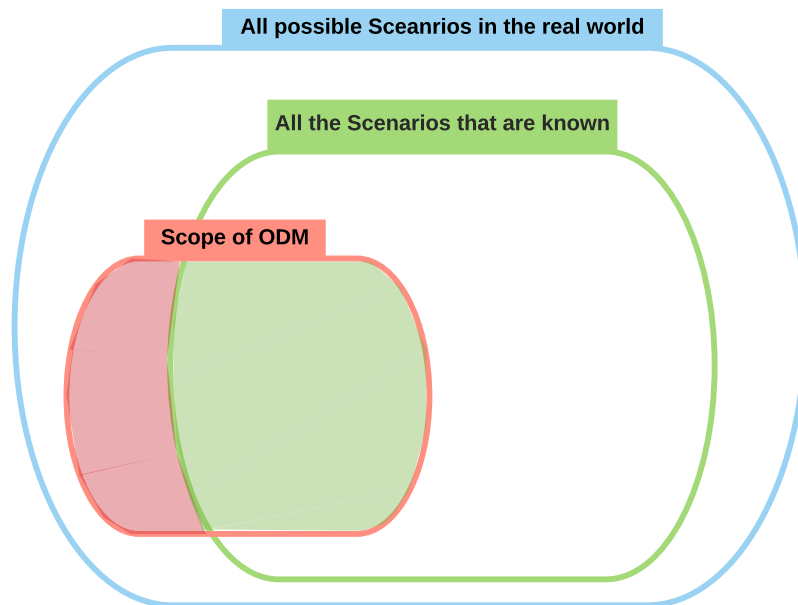 All possible Sceanrios in the real world
All the Scenarios that are known
Scope of ODM